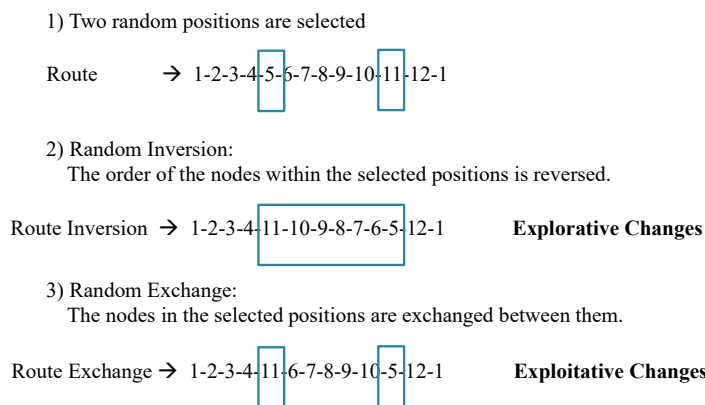 1) Two random positions are selected
Route → 1-2-3-4-5-6-7-8-9-10-11-12-1
2) Random Inversion:
The order of the nodes within the selected positions is reversed.
Route Inversion → 1-2-3-4-11-10-9-8-7-6-5-12-1 Explorative Changes
3) Random Exchange:
The nodes in the selected positions are exchanged between them.
Route Exchange → 1-2-3-4-11-6-7-8-9-10-5-12-1 Exploitative Changes